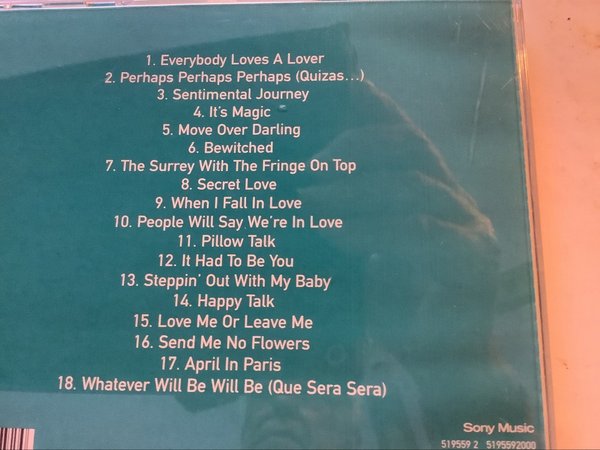 1. Everybody Loves A Lover
2. Perhaps Perhaps Perhaps (Quizas...)
3. Sentimental Journey
4. It's Magic
5. Move Over Darling
6. Bewitched
7. The Surrey With The Fringe On Top
8. Secret Love
9. When I Fall In Love
10. People Will Say We're In Love
11. Pillow Talk
12. It Had To Be You
13. Steppin' Out With My Baby
14. Happy Talk
15. Love Me Or Leave Me
16. Send Me No Flowers
17. April In Paris
18. Whatever Will Be Will Be (Que Sera Sera)
Sony Music
519559 2 5195592000